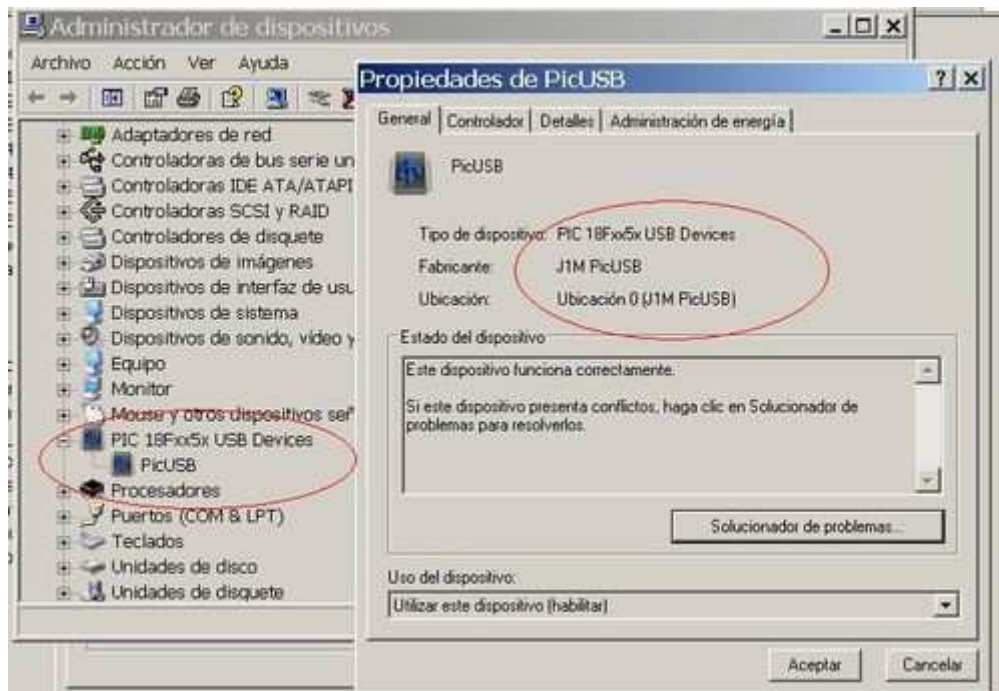 Administrador de dispositivos
Archivo Acción Ver Ayuda
Adaptadores de red
Controladoras de bus serie un
Controladoras IDE ATA/ATAPI
Controladoras SCSI y RAID
Controladores de disquete
Dispositivos de imágenes
Dispositivos de interfaz de usu
Dispositivos de sistema
Dispositivos de sonido, vídeo y
Equipo
Monitor
Mouse y otros dispositivos señ
PIC 18Fxx5x USB Devices
PicUSB
Procesadores
Puertos (COM & LPT)
Teclados
Unidades de disco
Unidades de disquete
Propiedades de PicUSB
General Controlador Detalles Administración de energía
PicUSB
Tipo de dispositivo: PIC 18Fxx5x USB Devices
Fabricante: J1M PicUSB
Ubicación: Ubicación 0 (J1M PicUSB)
Estado del dispositivo
Este dispositivo funciona correctamente.
Si este dispositivo presenta conflictos, haga clic en Solucionador de
problemas para resolverlos.
Solucionador de problemas...
Uso del dispositivo:
Utilizar este dispositivo (habilitar)
Aceptar Cancelar